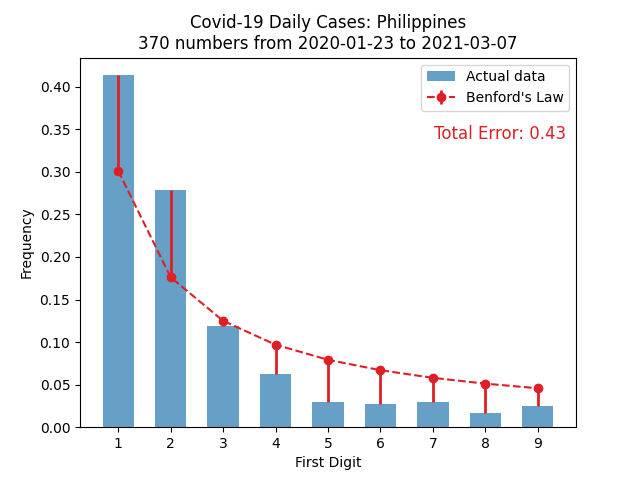 Covid-19 Daily Cases: Philippines
370 numbers from 2020-01-23 to 2021-03-07
Actual data
Benford's Law
Total Error: 0.43
0.40
0.35
0.30
0.25
0.20
0.15
0.10
0.05
0.00
Frequency
1 2 3 4 5 6 7 8 9
First Digit